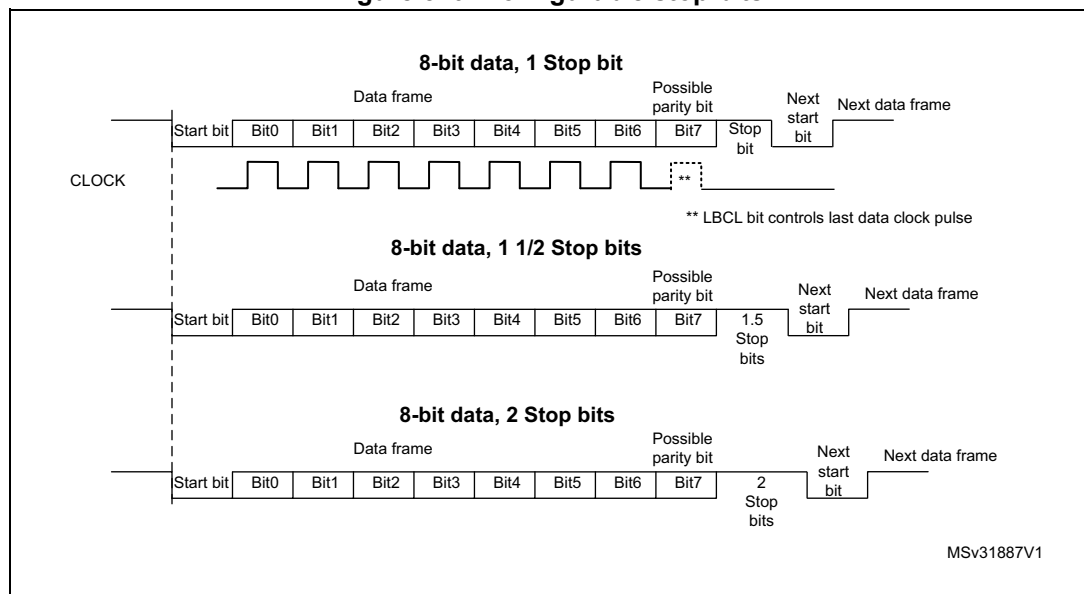 8-bit data, 1 Stop bit
Data frame
Possible
parity bit
Next
start
bit
Next data frame
Start bit Bit0 Bit1 Bit2 Bit3 Bit4 Bit5 Bit6 Bit7 Stop
bit
CLOCK
**
** LBCL bit controls last data clock pulse
8-bit data, 1 1/2 Stop bits
Data frame
Possible
parity bit
Next
start
bit
Next data frame
Start bit Bit0 Bit1 Bit2 Bit3 Bit4 Bit5 Bit6 Bit7 1.5
Stop
bits
8-bit data, 2 Stop bits
Data frame
Possible
parity bit
Next
start
bit
Next data frame
Start bit Bit0 Bit1 Bit2 Bit3 Bit4 Bit5 Bit6 Bit7 2
Stop
bits
MSv31887V1